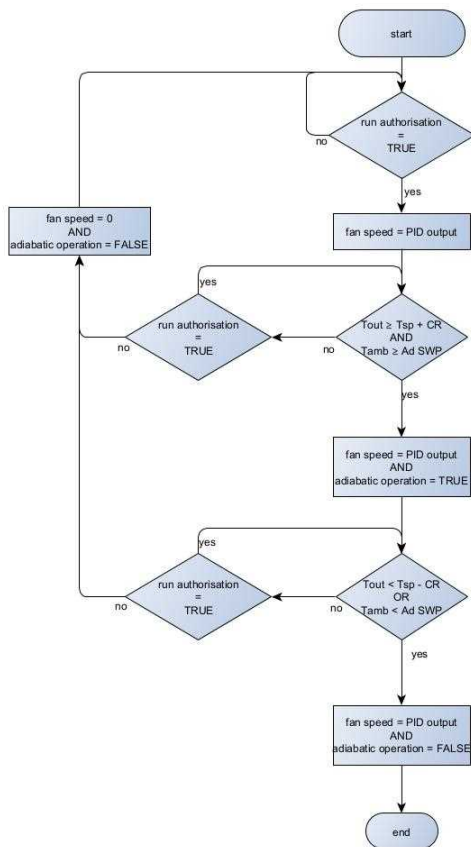 start
run authorisation
=
TRUE
no
yes
fan speed = 0
AND
adiabatic operation = FALSE
fan speed = PID output
yes
run authorisation
=
TRUE
no
Tout ≥ Tsp + CR
AND
Tamb ≥ Ad SWP
no
yes
fan speed = PID output
AND
adiabatic operation = TRUE
yes
run authorisation
=
TRUE
no
Tout < Tsp - CR
OR
Tamb < Ad SWP
no
yes
fan speed = PID output
AND
adiabatic operation = FALSE
end